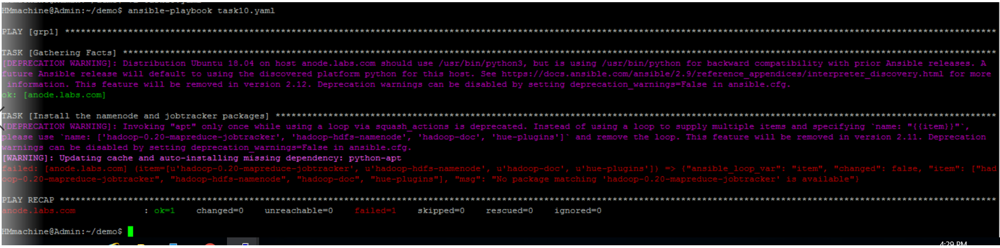 HMmachine@Admin:~/demo$ ansible-playbook task10.yaml
PLAY [grp1] ****************************************************************************************************************************************************************************
TASK [Gathering Facts] *********************************************************************************************************************************************************************
[DEPRECATION WARNING]: Distribution Ubuntu 18.04 on host anode.labs.com should use /usr/bin/python3, but is using /usr/bin/python for backward compatibility with prior Ansible releases. A
future Ansible release will default to using the discovered platform python for this host. See https://docs.ansible.com/ansible/2.9/reference_appendices/interpreter_discovery.html for more
information. This feature will be removed in version 2.12. Deprecation warnings can be disabled by setting deprecation_warnings=False in ansible.cfg.
ok: [anode.labs.com]
TASK [Install the namenode and jobtracker packages] ****************************************************************************************************************************************
[DEPRECATION WARNING]: Invoking "apt" only once while using a loop via squash_actions is deprecated. Instead of using a loop to supply multiple items and specifying `name: "{{item}}"`,
please use `name: ['hadoop-0.20-mapreduce-jobtracker', 'hadoop-hdfs-namenode', 'hadoop-doc', 'hue-plugins']` and remove the loop. This feature will be removed in version 2.11. Deprecation
warnings can be disabled by setting deprecation_warnings=False in ansible.cfg.
[WARNING]: Updating cache and auto-installing missing dependency: python-apt
failed: [anode.labs.com] (item=[u'hadoop-0.20-mapreduce-jobtracker', u'hadoop-hdfs-namenode', u'hadoop-doc', u'hue-plugins']) => {"ansible_loop_var": "item", "changed": false, "item": ["had
oop-0.20-mapreduce-jobtracker", "hadoop-hdfs-namenode", "hadoop-doc", "hue-plugins"], "msg": "No package matching 'hadoop-0.20-mapreduce-jobtracker' is available"}
PLAY RECAP *********************************************************************************************************************************************************************************
anode.labs.com : ok=1 changed=0 unreachable=0 failed=1 skipped=0 rescued=0 ignored=0
HMmachine@Admin:~/demo$
4:29 PM